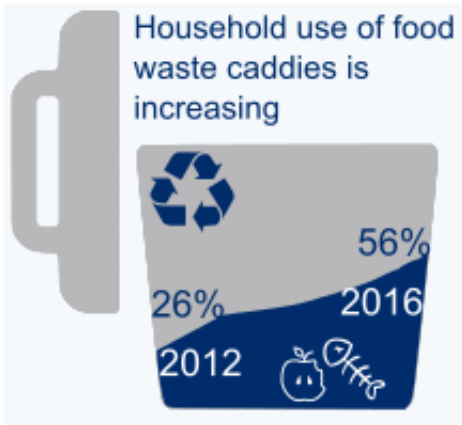 Household use of food
waste caddies is
increasing
56%
26%
2016
2012